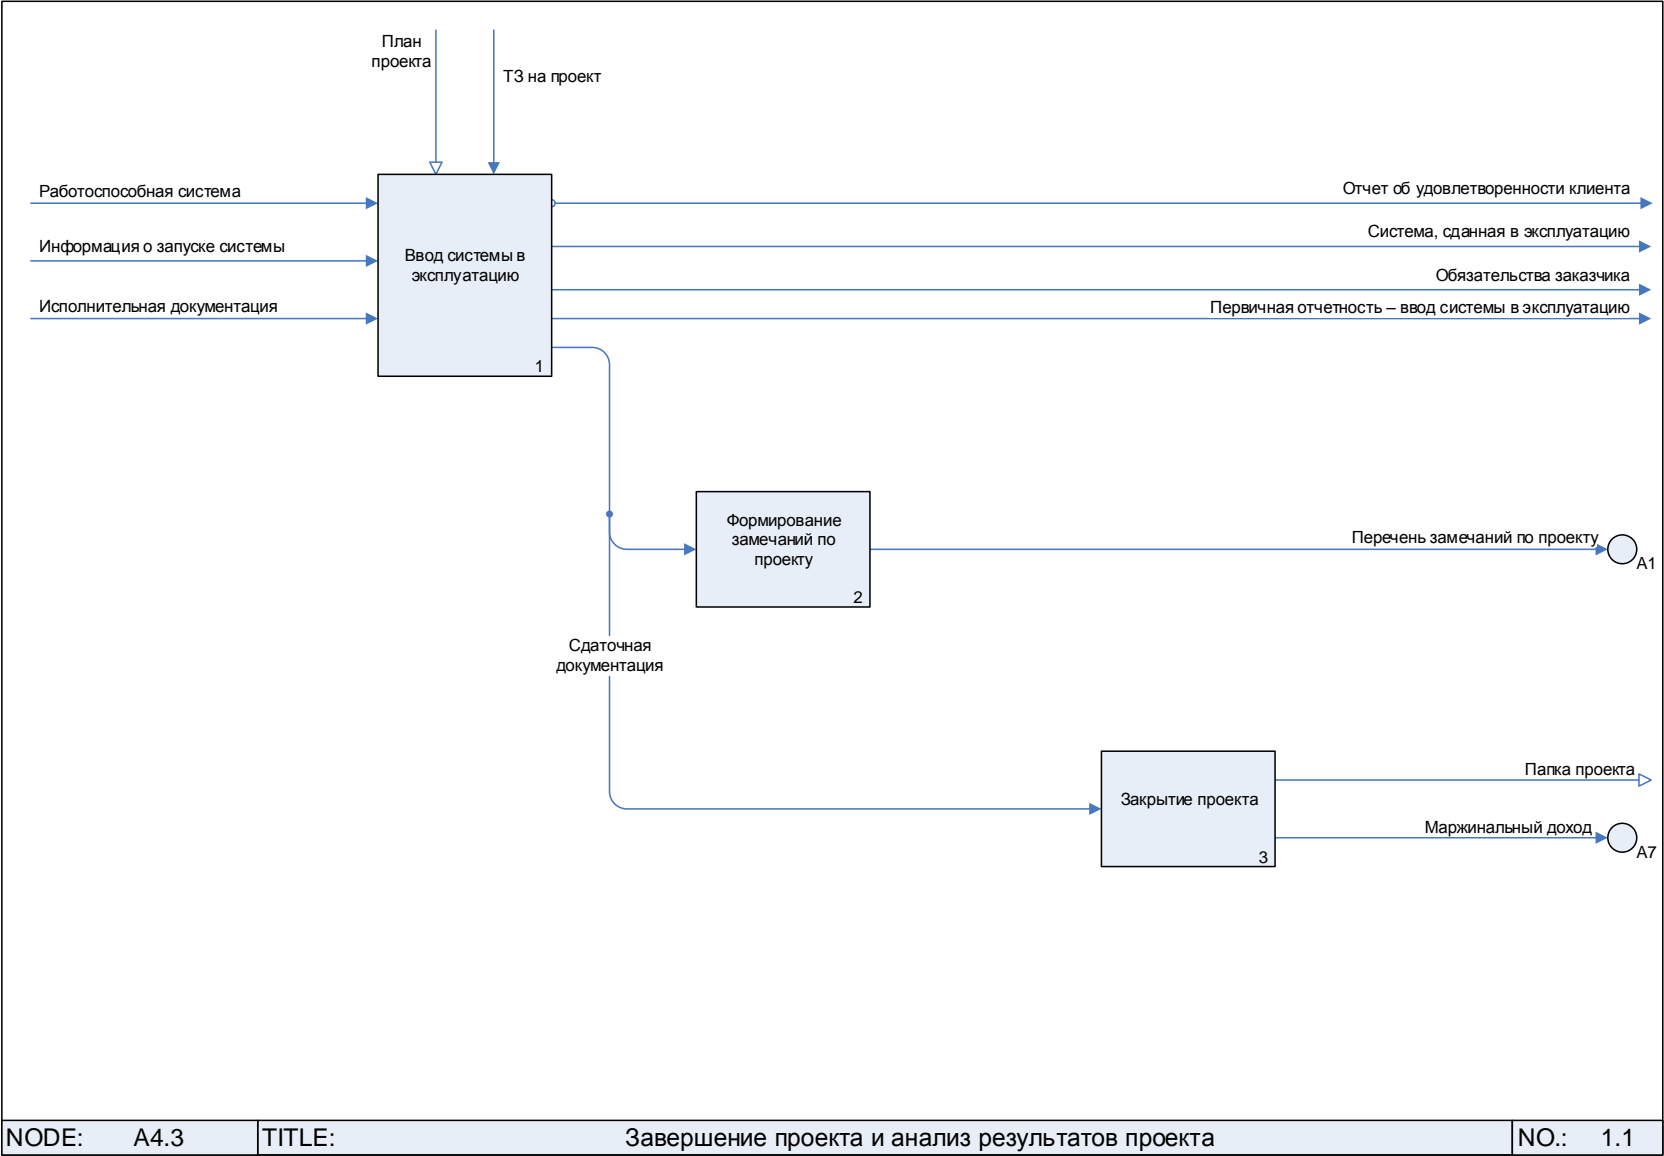 План
проекта
ТЗ на проект
Работоспособная система
Информация о запуске системы
Исполнительная документация
Ввод системы в
эксплуатацию
1
Отчет об удовлетворенности клиента
Система, сданная в эксплуатацию
Обязательства заказчика
Первичная отчетность – ввод системы в эксплуатацию
Формирование
замечаний по
проекту
2
Перечень замечаний по проекту
A1
Сдаточная
документация
Закрытие проекта
3
Папка проекта
Маржинальный доход
A7
NODE: A4.3 TITLE: Завершение проекта и анализ результатов проекта NO.: 1.1